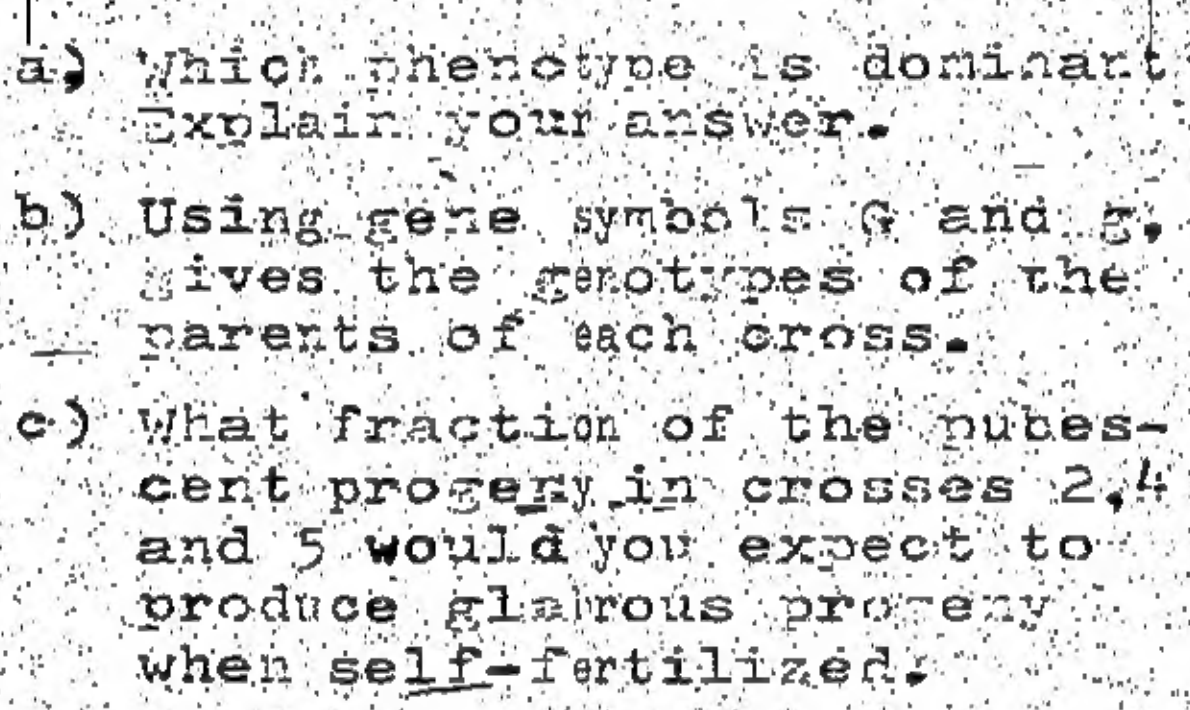 a) Which phenotype is dominant
Explain your answer.
b) Using gene symbols G and g,
gives the genotypes of the
parents of each cross.
c) What fraction of the pubes-
cent progeny in crosses 2,4
and 5 would you expect to
produce glabrous progeny
when self-fertilized.